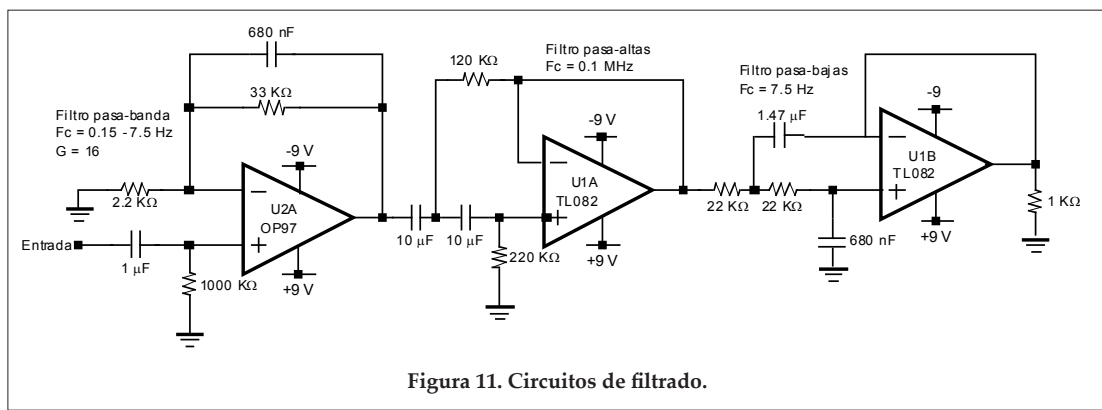 680 nF
33 KΩ
Filtro pasa-banda
Fc = 0.15 - 7.5 Hz
G = 16
-9 V
2.2 KΩ
U2A
OP97
Entrada
1 µF
1000 KΩ
+9 V
120 KΩ
Filtro pasa-altas
Fc = 0.1 MHz
-9 V
U1A
TL082
10 µF
10 µF
220 KΩ
+9 V
Filtro pasa-bajas
Fc = 7.5 Hz
1.47 µF
-9
U1B
TL082
22 KΩ
22 KΩ
680 nF
+9 V
1 KΩ
Figura 11. Circuitos de filtrado.